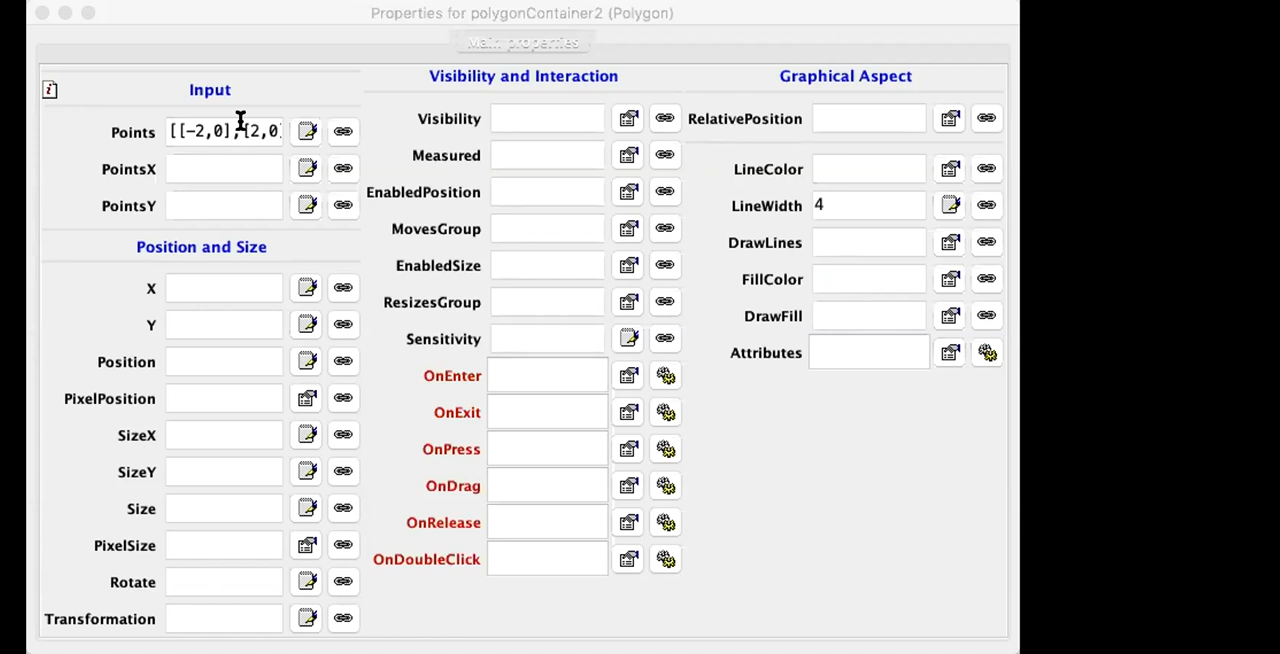 Properties for polygonContainer2 (Polygon)
Main properties
Input
Points [[-2,0],[2,0]
PointsX
PointsY
Position and Size
X
Y
Position
PixelPosition
SizeX
SizeY
Size
PixelSize
Rotate
Transformation
Visibility and Interaction
Visibility
Measured
EnabledPosition
MovesGroup
EnabledSize
ResizesGroup
Sensitivity
OnEnter
OnExit
OnPress
OnDrag
OnRelease
OnDoubleClick
Graphical Aspect
RelativePosition
LineColor
LineWidth 4
DrawLines
FillColor
DrawFill
Attributes